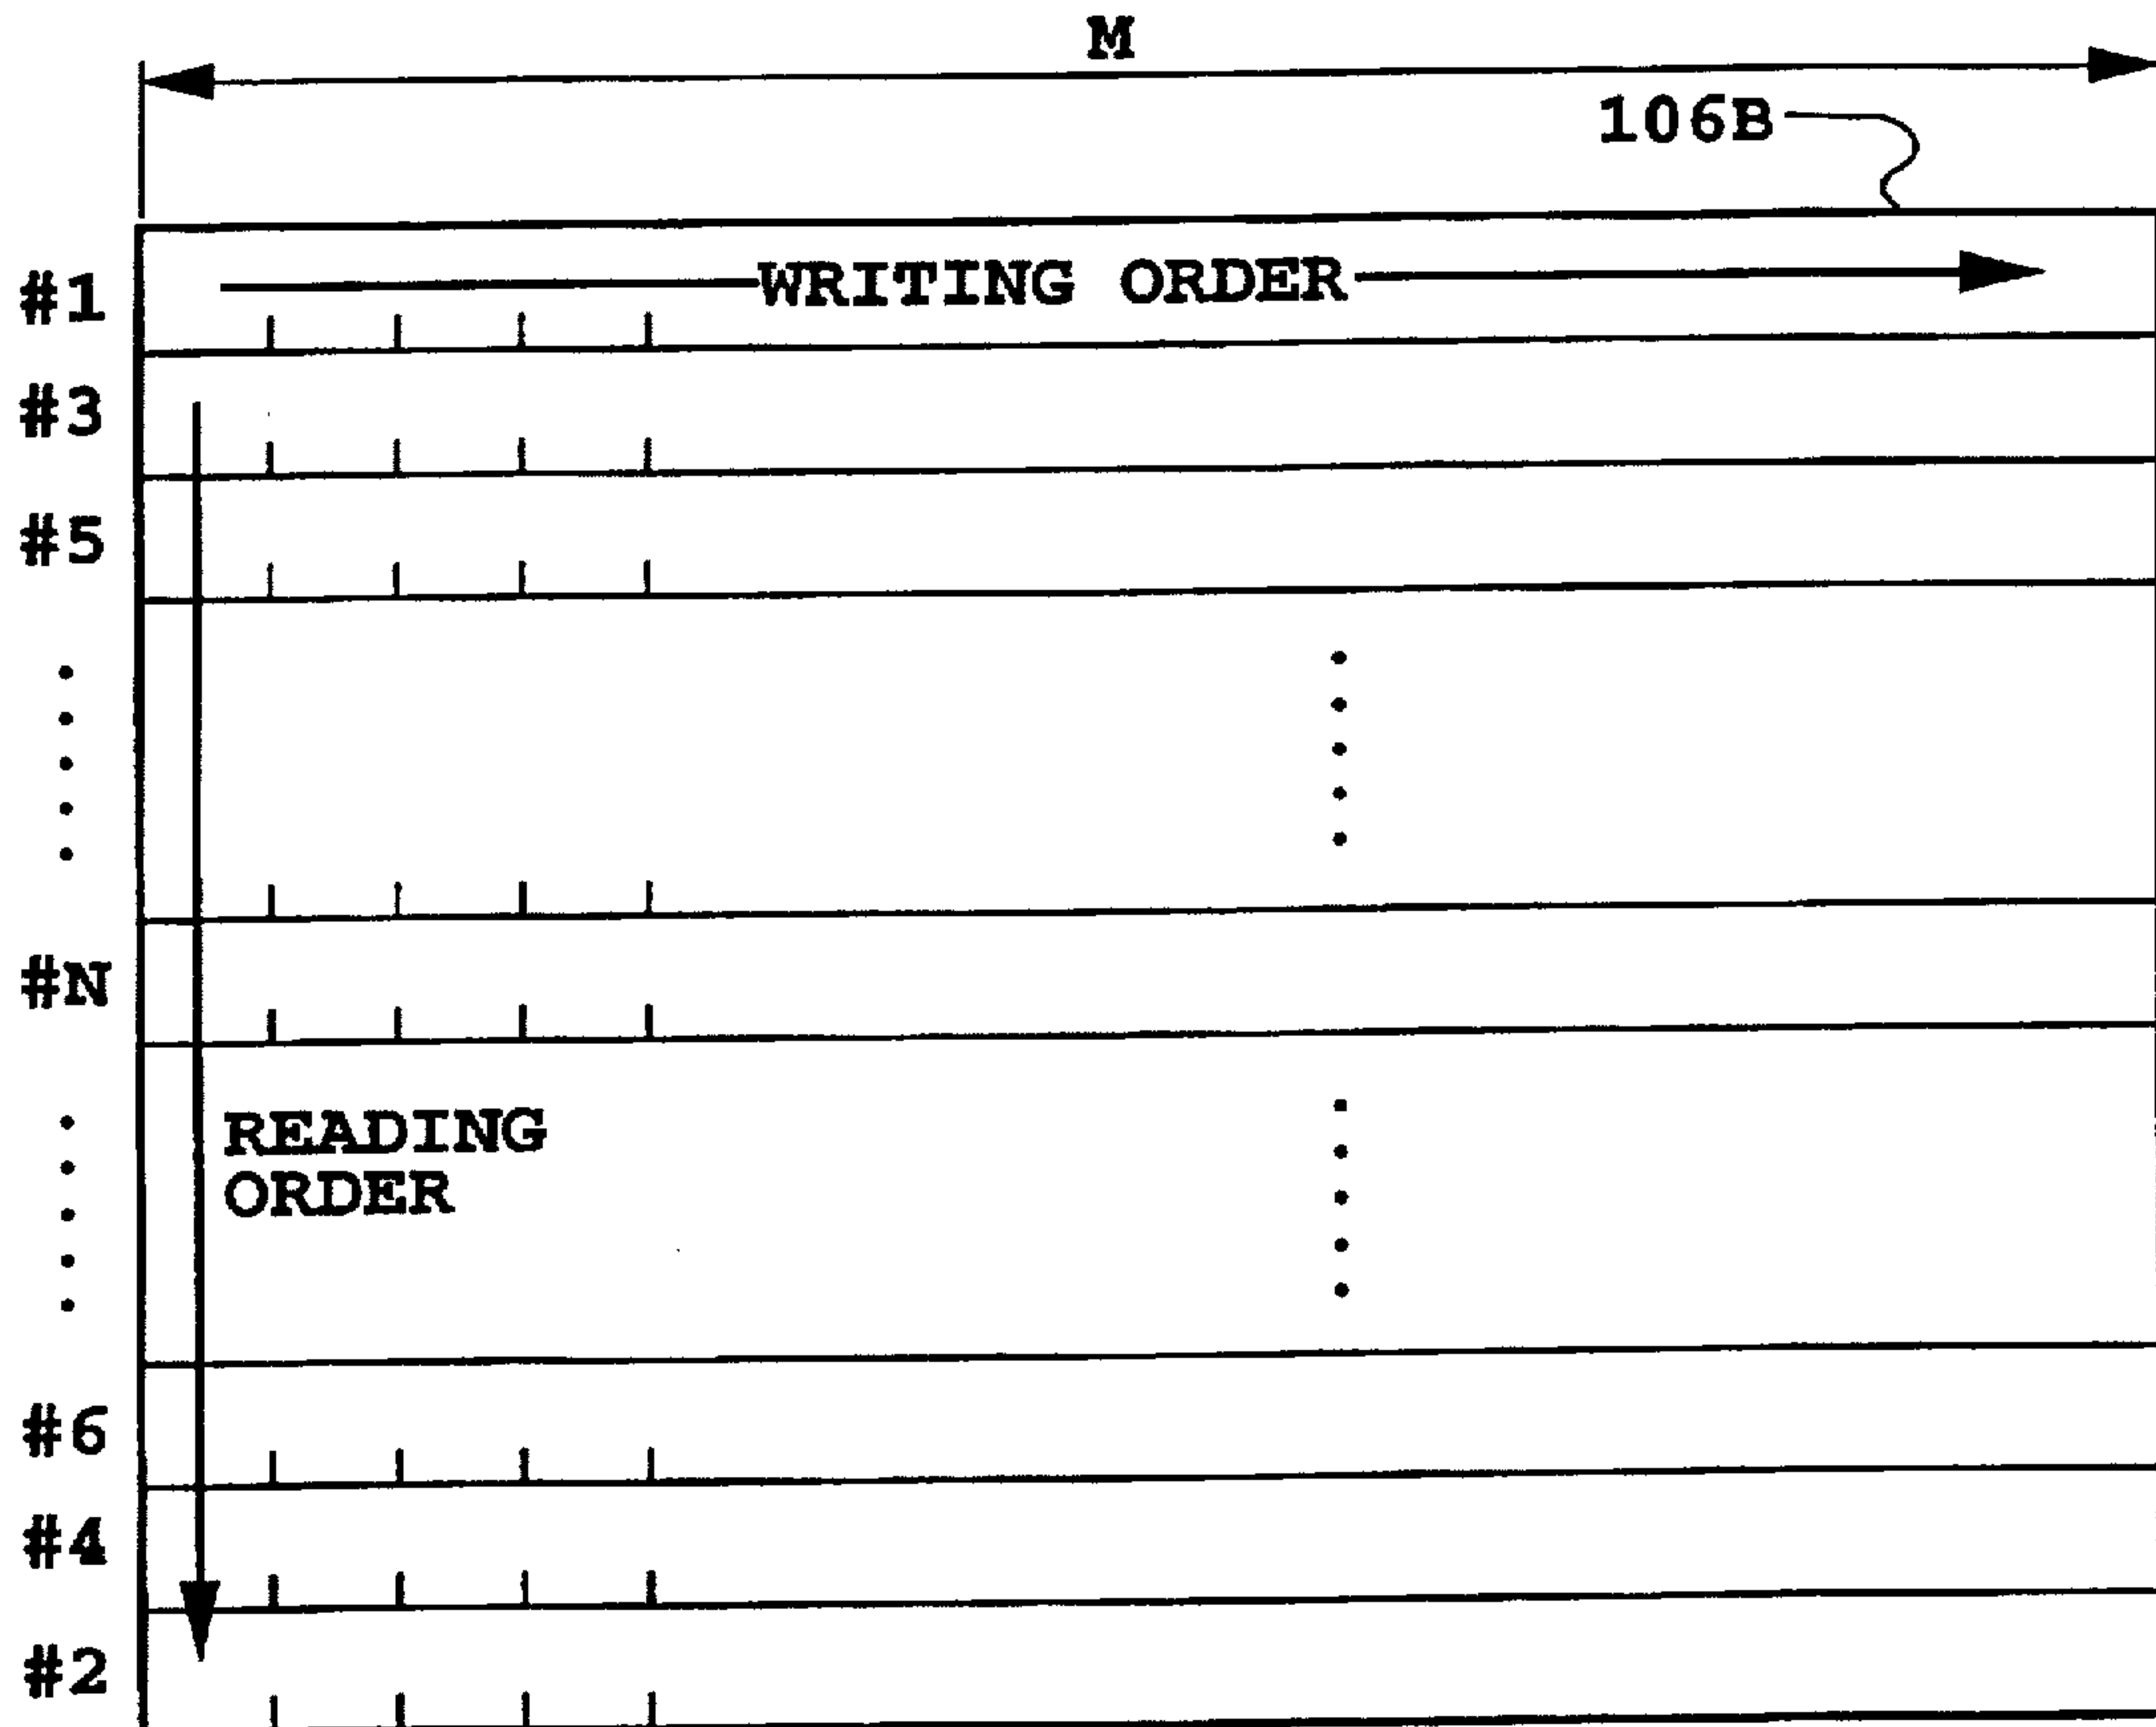 M
106B
#1
WRITING ORDER
#3
#5
#N
READING
ORDER
#6
#4
#2